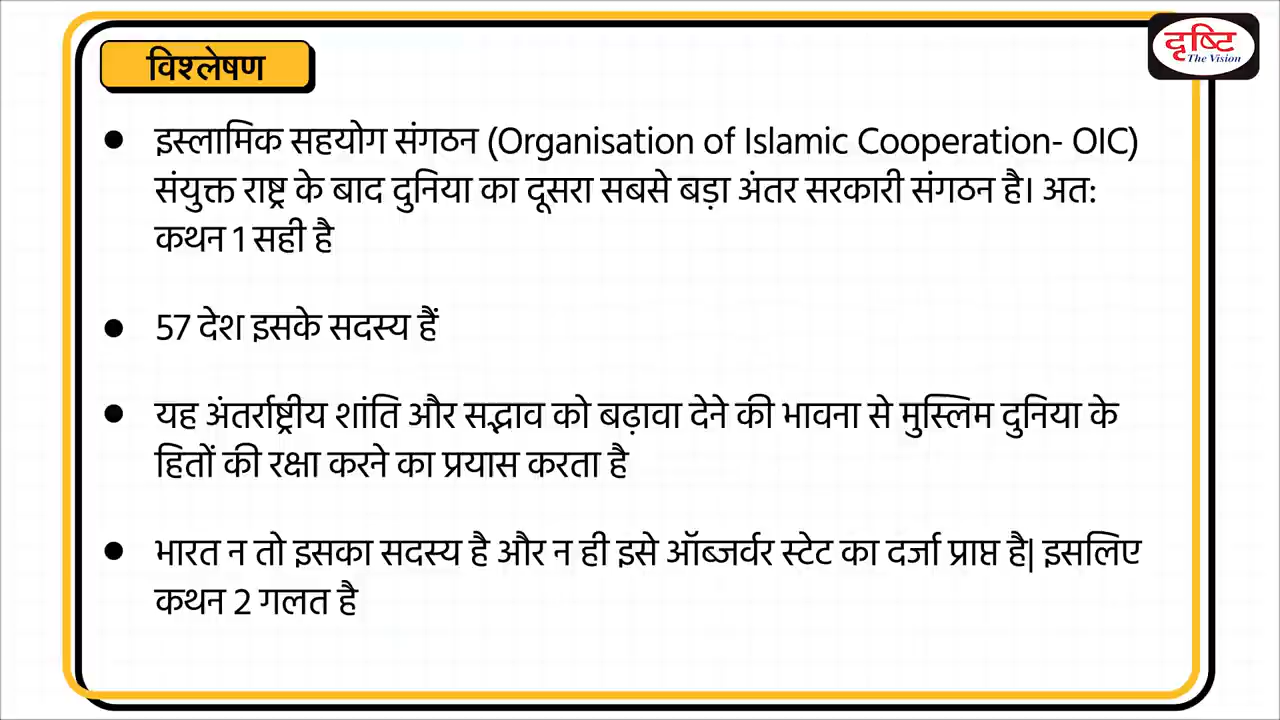 दृष्टि
The Vision
विश्लेषण
● इस्लामिक सहयोग संगठन (Organisation of Islamic Cooperation- OIC)
संयुक्त राष्ट्र के बाद दुनिया का दूसरा सबसे बड़ा अंतर सरकारी संगठन है। अत:
कथन 1 सही है
● 57 देश इसके सदस्य हैं
● यह अंतर्राष्ट्रीय शांति और सद्भाव को बढ़ावा देने की भावना से मुस्लिम दुनिया के
हितों की रक्षा करने का प्रयास करता है
● भारत न तो इसका सदस्य है और न ही इसे ऑब्जर्वर स्टेट का दर्जा प्राप्त है| इसलिए
कथन 2 गलत है